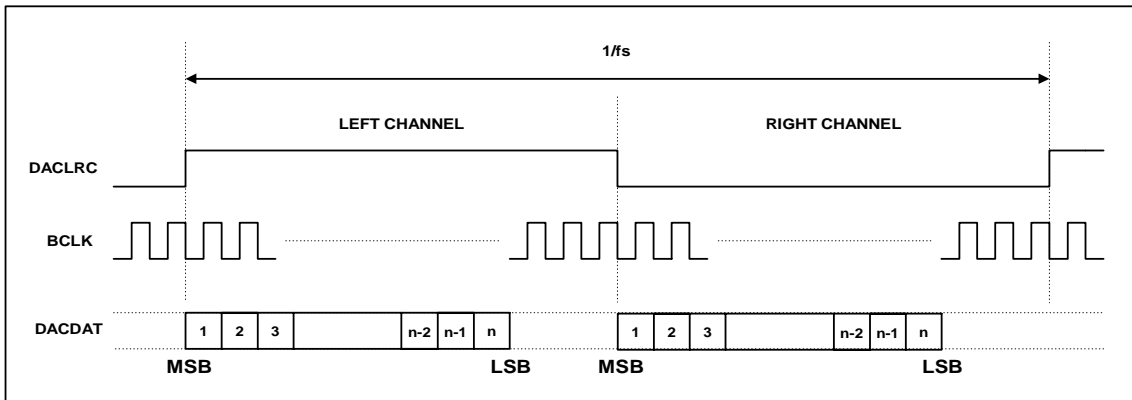 1/fs
LEFT CHANNEL RIGHT CHANNEL
DACLRC
BCLK
DACDAT 1 2 3 n-2 n-1 n 1 2 3 n-2 n-1 n
MSB LSB MSB LSB